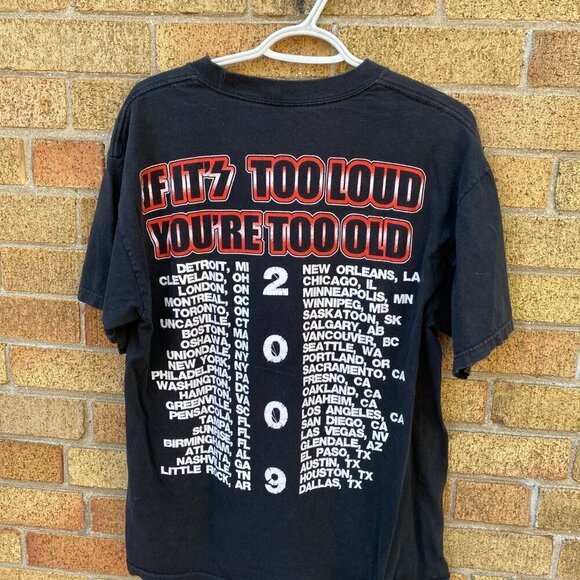 IF IT'S TOO LOUD
YOU'RE TOO OLD
DETROIT, MI
CLEVELAND, OH
LONDON, ON
MONTREAL, QC
TORONTO, ON
UNCASVILLE, CT
BOSTON, MA
OSHAWA, ON
UNIONDALE, NY
NEW YORK, NY
PHILADELPHIA, PA
WASHINGTON, DC
HAMPTON, VA
GREENVILLE, SC
PENSACOLA, FL
TAMPA, FL
SUNRISE, FL
BIRMINGHAM, AL
ATLANTA, GA
NASHVILLE, TN
LITTLE ROCK, AR
2
0
0
9
NEW ORLEANS, LA
CHICAGO, IL
MINNEAPOLIS, MN
WINNIPEG, MB
SASKATOON, SK
CALGARY, AB
VANCOUVER, BC
SEATTLE, WA
PORTLAND, OR
SACRAMENTO, CA
FRESNO, CA
OAKLAND, CA
ANAHEIM, CA
LOS ANGELES, CA
SAN DIEGO, CA
LAS VEGAS, NV
GLENDALE, AZ
EL PASO, TX
AUSTIN, TX
HOUSTON, TX
DALLAS, TX